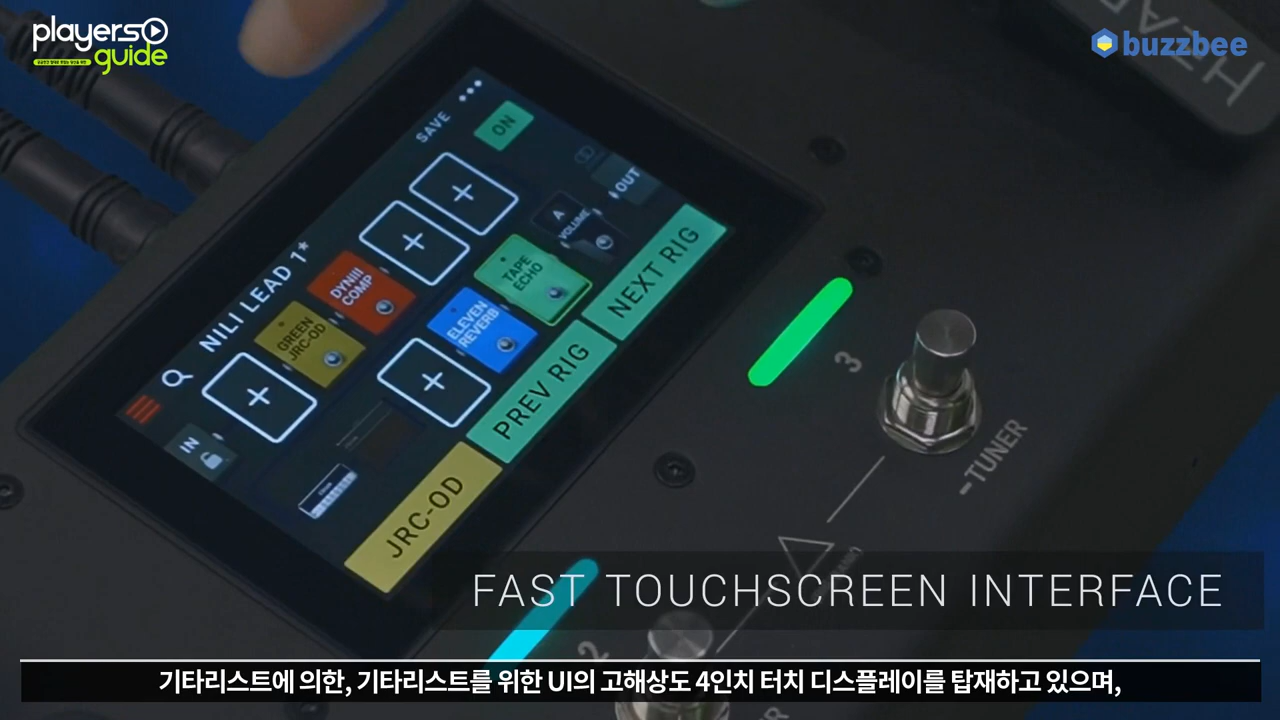 players
guide
buzzbee
HEAD
SAVE
ON
NILI LEAD 1*
IN
GREEN
JRC-OD
DYNIII
COMP
ELEVEN
REVERB
TAPE
ECHO
A
VOLUME
OUT
JRC-OD
PREV RIG
NEXT RIG
3
-TUNER
2
FAST TOUCHSCREEN INTERFACE
기타리스트에 의한, 기타리스트를 위한 UI의 고해상도 4인치 터치 디스플레이를 탑재하고 있으며,